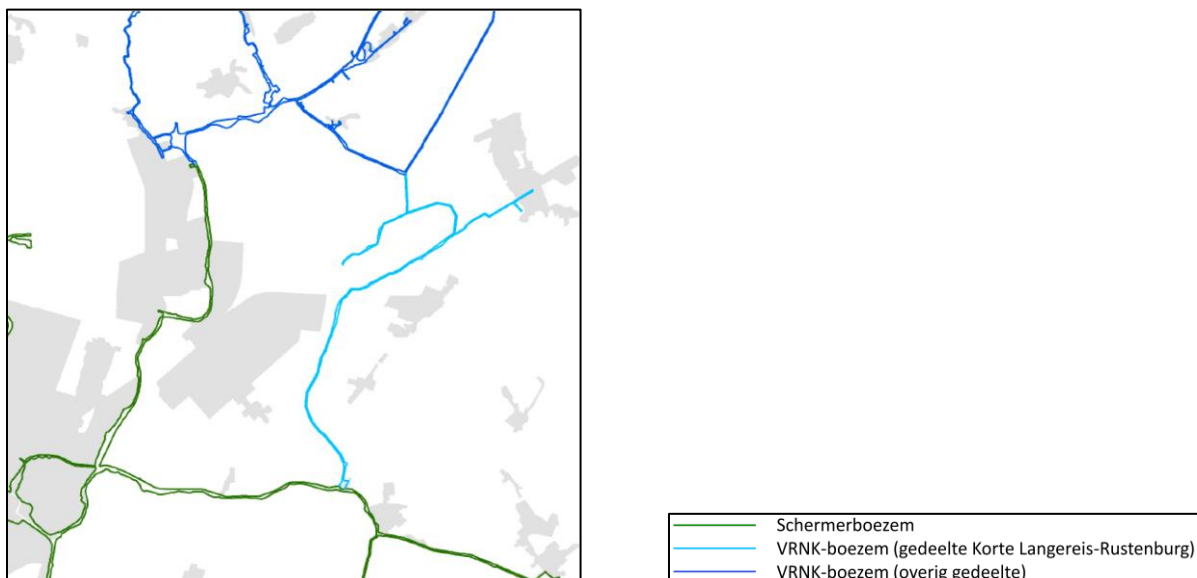 Schermerboezem
VRNK-boezem (gedeelte Korte Langereis-Rustenburg)
VRNK-boezem (overig gedeelte)